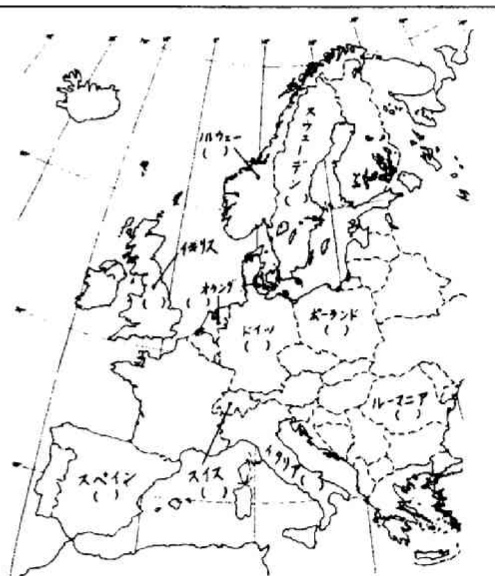 ノルウェー
( )
スウェーデン( )
イギリス
( )
オランダ
( )
ドイツ
( )
ポーランド
( )
ルーマニア
( )
スペイン
( )
スイス
( )
イタリア( )